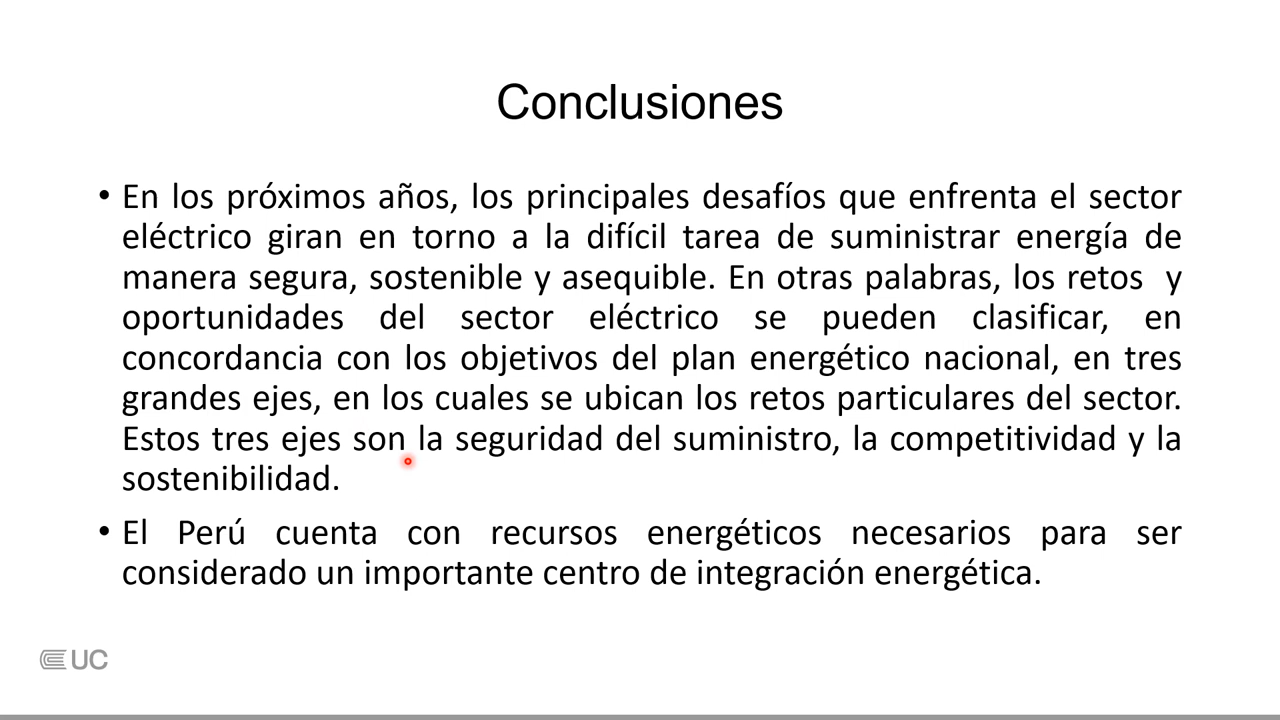 Conclusiones
• En los próximos años, los principales desafíos que enfrenta el sector
eléctrico giran en torno a la difícil tarea de suministrar energía de
manera segura, sostenible y asequible. En otras palabras, los retos y
oportunidades del sector eléctrico se pueden clasificar, en
concordancia con los objetivos del plan energético nacional, en tres
grandes ejes, en los cuales se ubican los retos particulares del sector.
Estos tres ejes son la seguridad del suministro, la competitividad y la
sostenibilidad.
• El Perú cuenta con recursos energéticos necesarios para ser
considerado un importante centro de integración energética.
UC